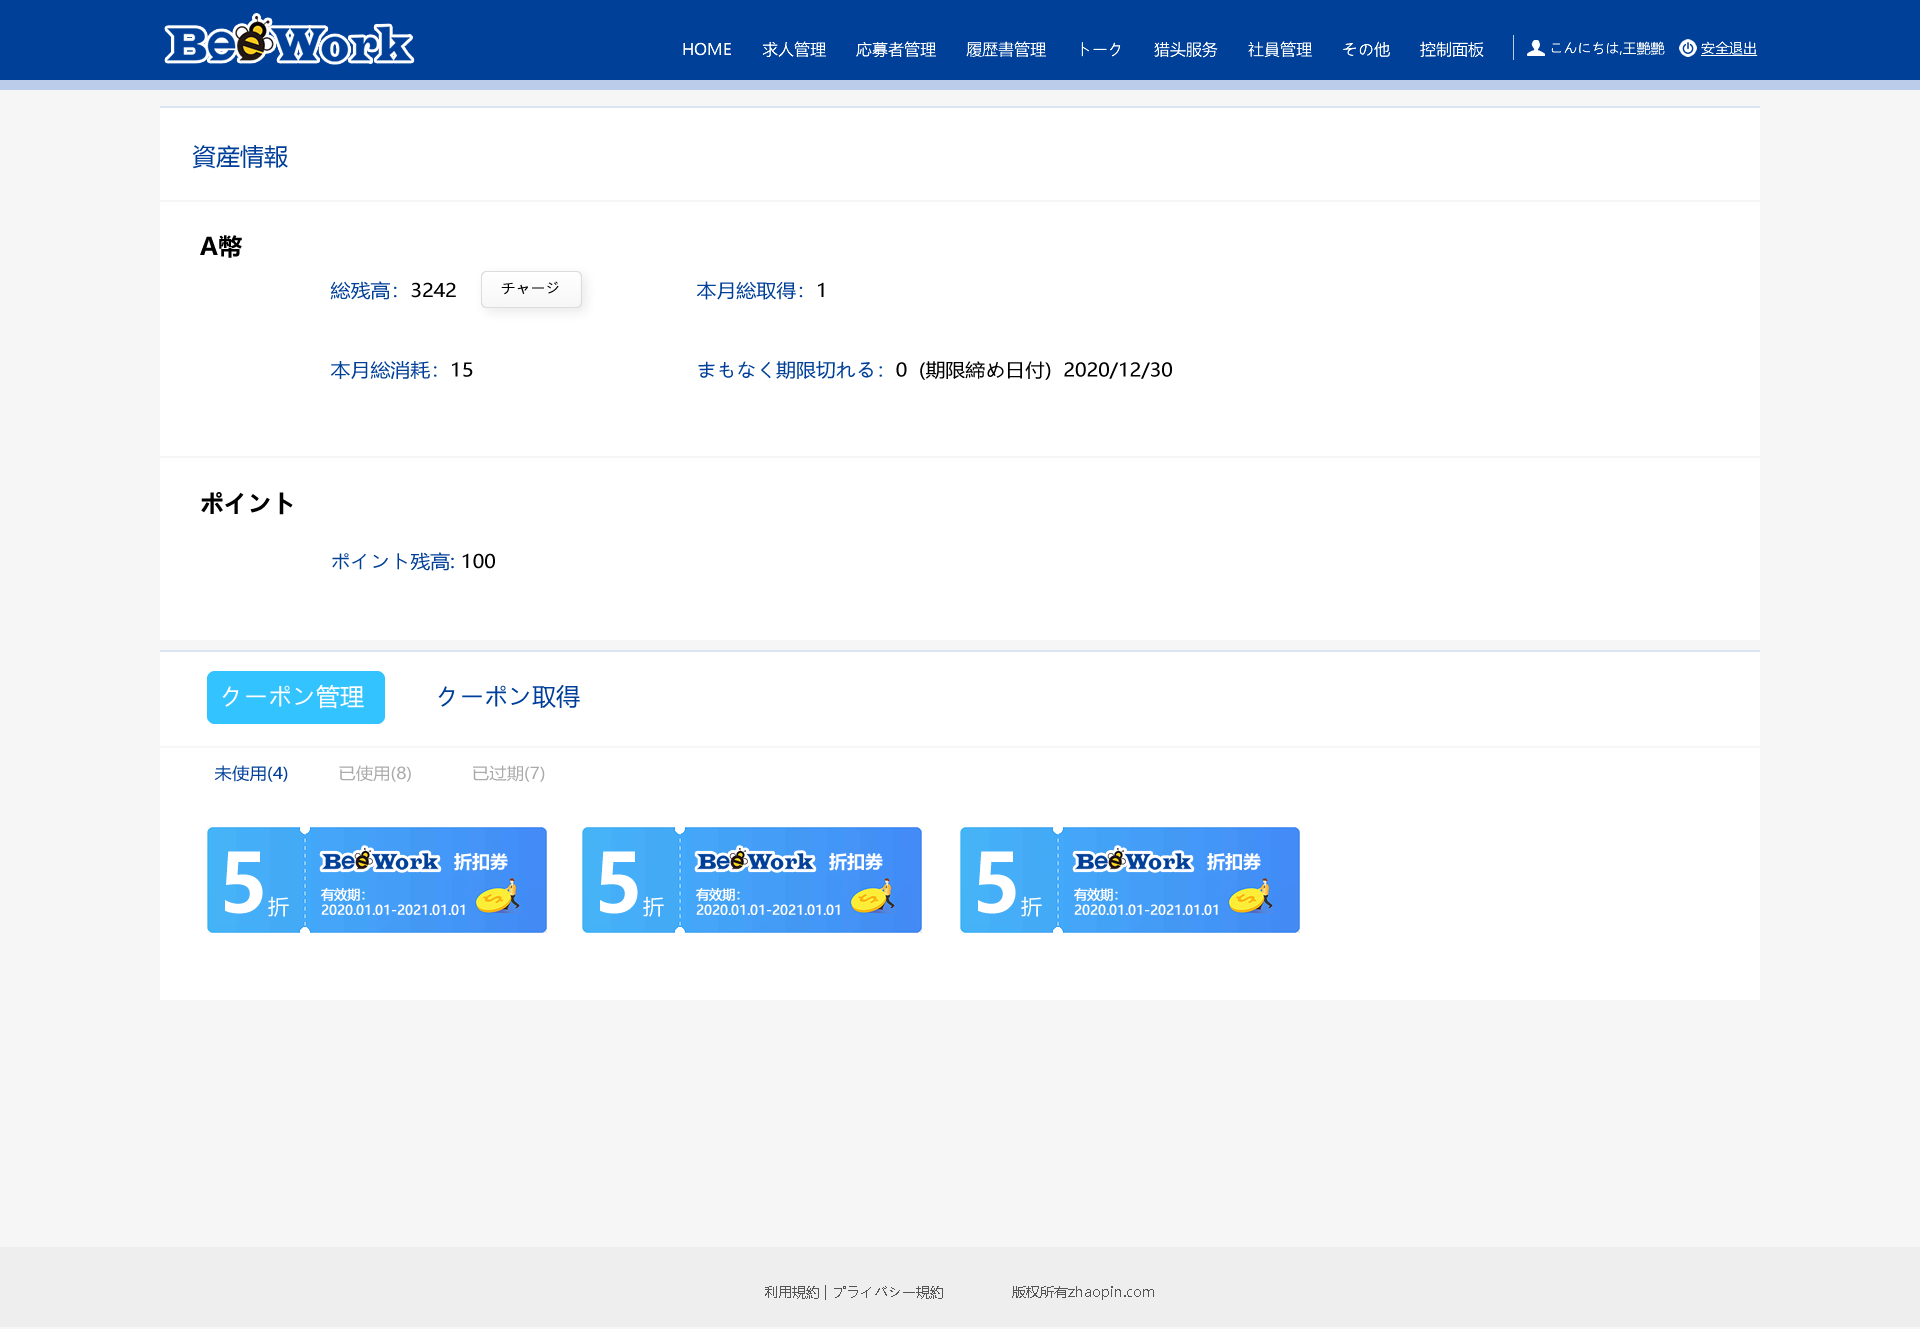 BeeWork
HOME 求人管理 応募者管理 履歴書管理 トーク 猎头服务 社員管理 その他 控制面板 こんにちは,王艷艷 安全退出
資産情報
A幣
総残高：3242 チャージ 本月総取得：1
本月総消耗：15 まもなく期限切れる：0 (期限締め日付) 2020/12/30
ポイント
ポイント残高: 100
クーポン管理 クーポン取得
未使用(4) 已使用(8) 已过期(7)
5折 BeeWork 折扣券
有效期：
2020.01.01-2021.01.01
5折 BeeWork 折扣券
有效期：
2020.01.01-2021.01.01
5折 BeeWork 折扣券
有效期：
2020.01.01-2021.01.01
利用規約 | プライバシー規約 版权所有zhaopin.com